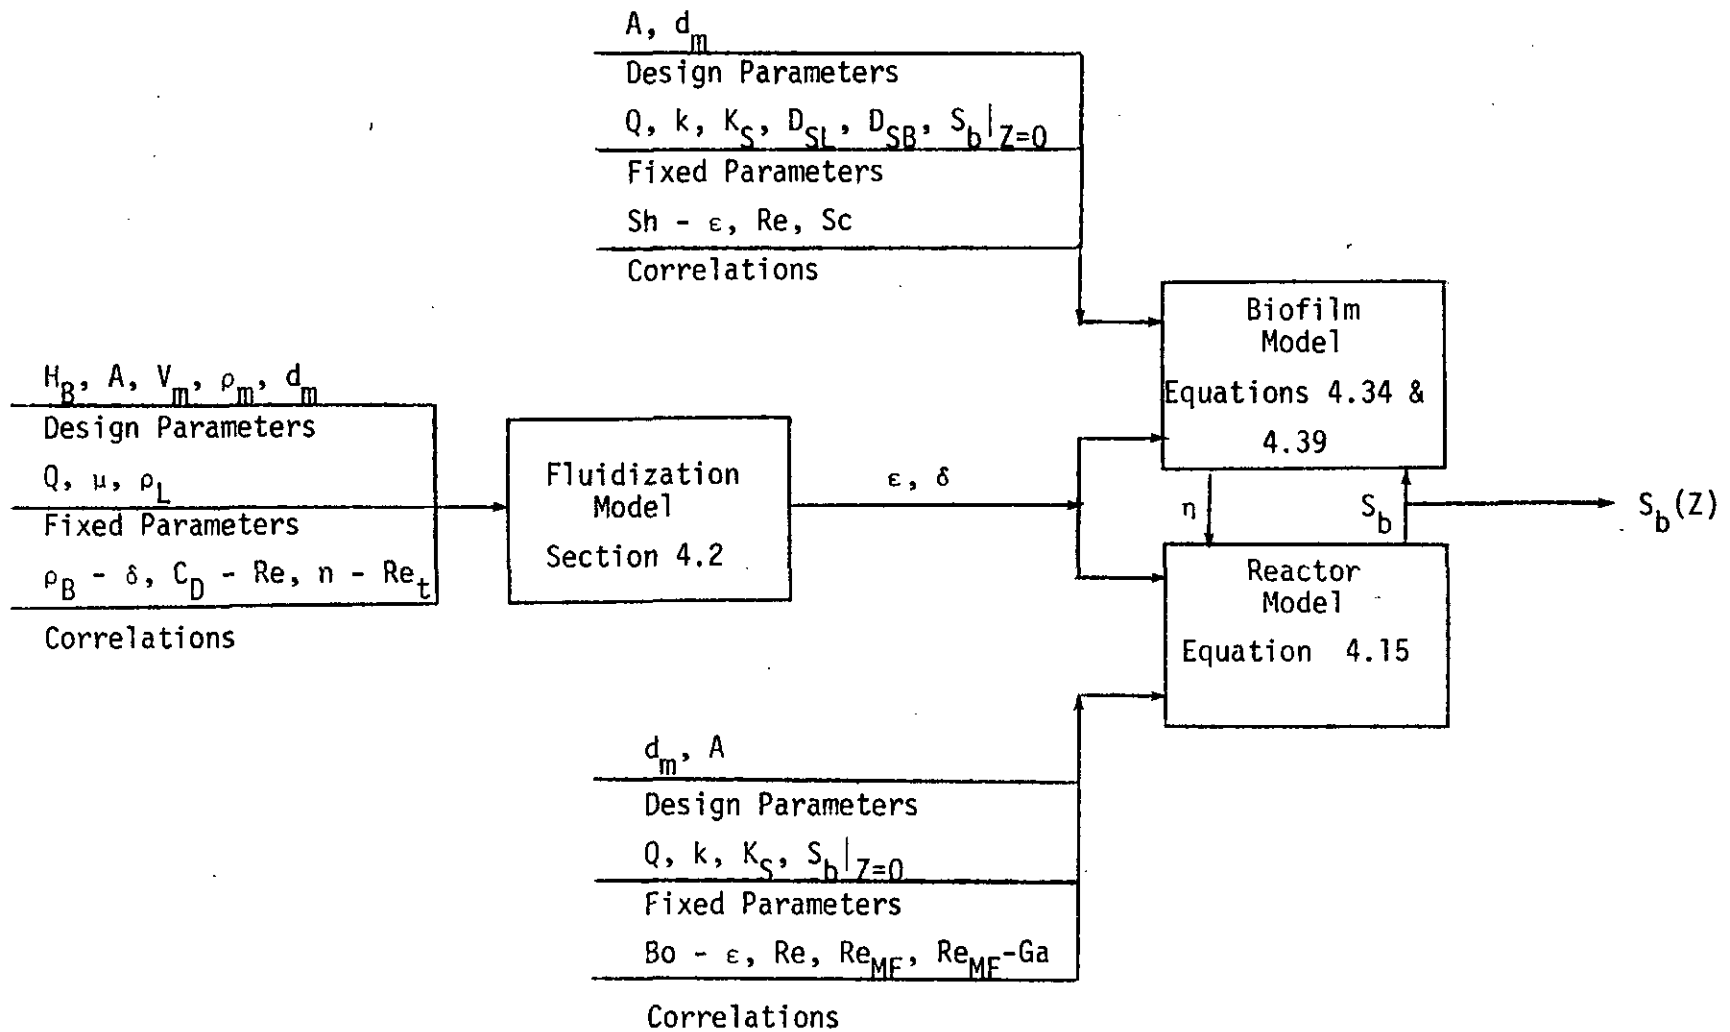 A, d_m
Design Parameters
Q, k, K_S, D_SL, D_SB, S_b|Z=0
Fixed Parameters
Sh - ε, Re, Sc
Correlations
H_B, A, V_m, ρ_m, d_m
Design Parameters
Q, μ, ρ_L
Fixed Parameters
ρ_B - δ, C_D - Re, n - Re_t
Correlations
Fluidization
Model
Section 4.2
ε, δ
Biofilm
Model
Equations 4.34 &
4.39
η
S_b
S_b(Z)
Reactor
Model
Equation 4.15
d_m, A
Design Parameters
Q, k, K_S, S_b|Z=0
Fixed Parameters
Bo - ε, Re, Re_MF, Re_MF-Ga
Correlations